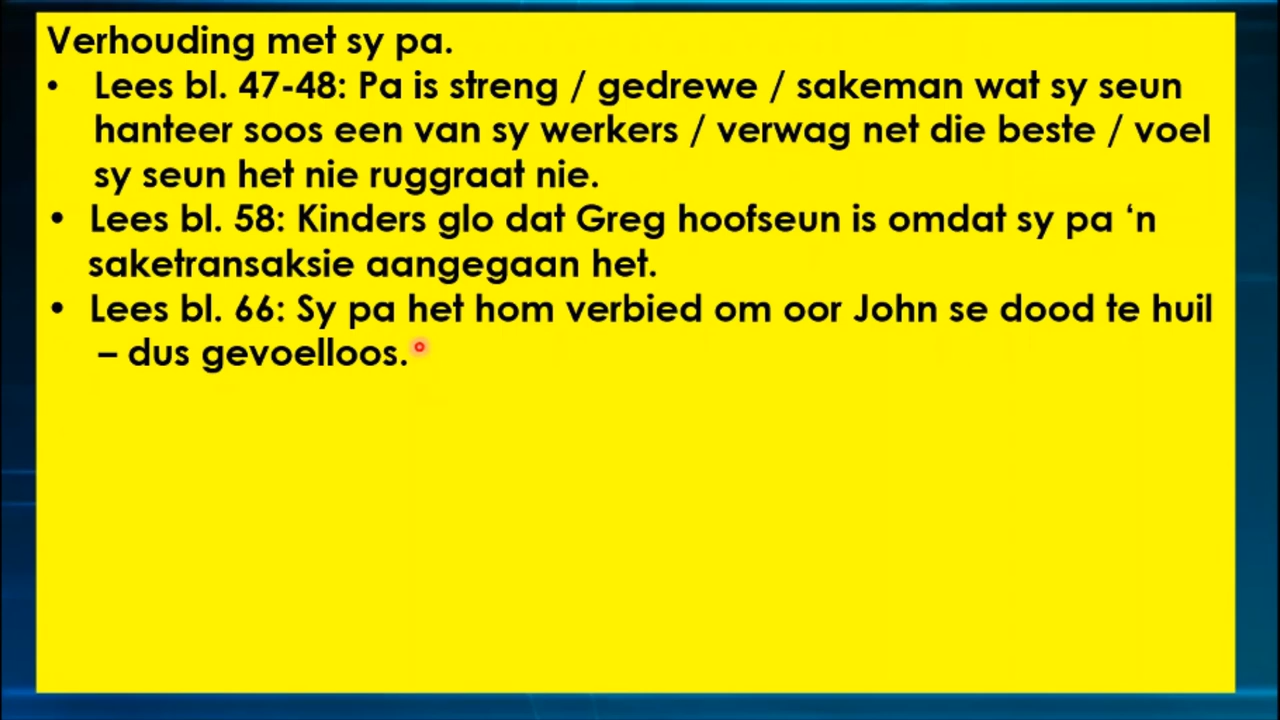 Verhouding met sy pa.
• Lees bl. 47-48: Pa is streng / gedrewe / sakeman wat sy seun
hanteer soos een van sy werkers / verwag net die beste / voel
sy seun het nie ruggraat nie.
• Lees bl. 58: Kinders glo dat Greg hoofseun is omdat sy pa ‘n
saketransaksie aangegaan het.
• Lees bl. 66: Sy pa het hom verbied om oor John se dood te huil
– dus gevoelloos.